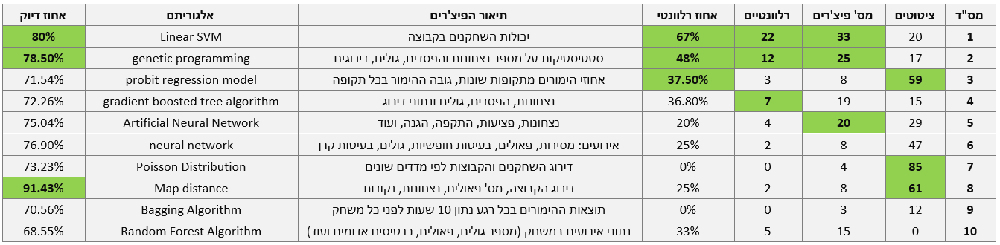 מס"ד ציטוטים מס' פיצ'רים רלוונטיים אחוז רלוונטי תיאור הפיצ'רים אלגוריתם אחוז דיוק
1 20 33 22 67% יכולות השחקנים בקבוצה Linear SVM 80%
2 17 25 12 48% סטטיסטיקות על מספר נצחונות והפסדים, גולים, דירוגים genetic programming 78.50%
3 59 8 3 37.50% אחוזי הימורים מתקופות שונות, גובה ההימור בכל תקופה probit regression model 71.54%
4 15 19 7 36.80% נצחונות, הפסדים, גולים ונתוני דירוג gradient boosted tree algorithm 72.26%
5 29 20 4 20% נצחונות, פציעות, התקפה, הגנה, ועוד Artificial Neural Network 75.04%
6 47 8 2 25% אירועים: מסירות, פאולים, בעיטות חופשיות, גולים, בעיטות קרן neural network 76.90%
7 85 4 0 0% דירוג השחקנים והקבוצות לפי מדדים שונים Poisson Distribution 73.23%
8 61 8 2 25% דירוג הקבוצה, מס' פאולים, נצחונות, נקודות Map distance 91.43%
9 12 3 0 0% תוצאות ההימורים בכל רגע נתון 10 שעות לפני כל משחק Bagging Algorithm 70.56%
10 0 15 5 33% נתוני אירועים במשחק (מספר גולים, פאולים, כרטיסים אדומים ועוד) Random Forest Algorithm 68.55%